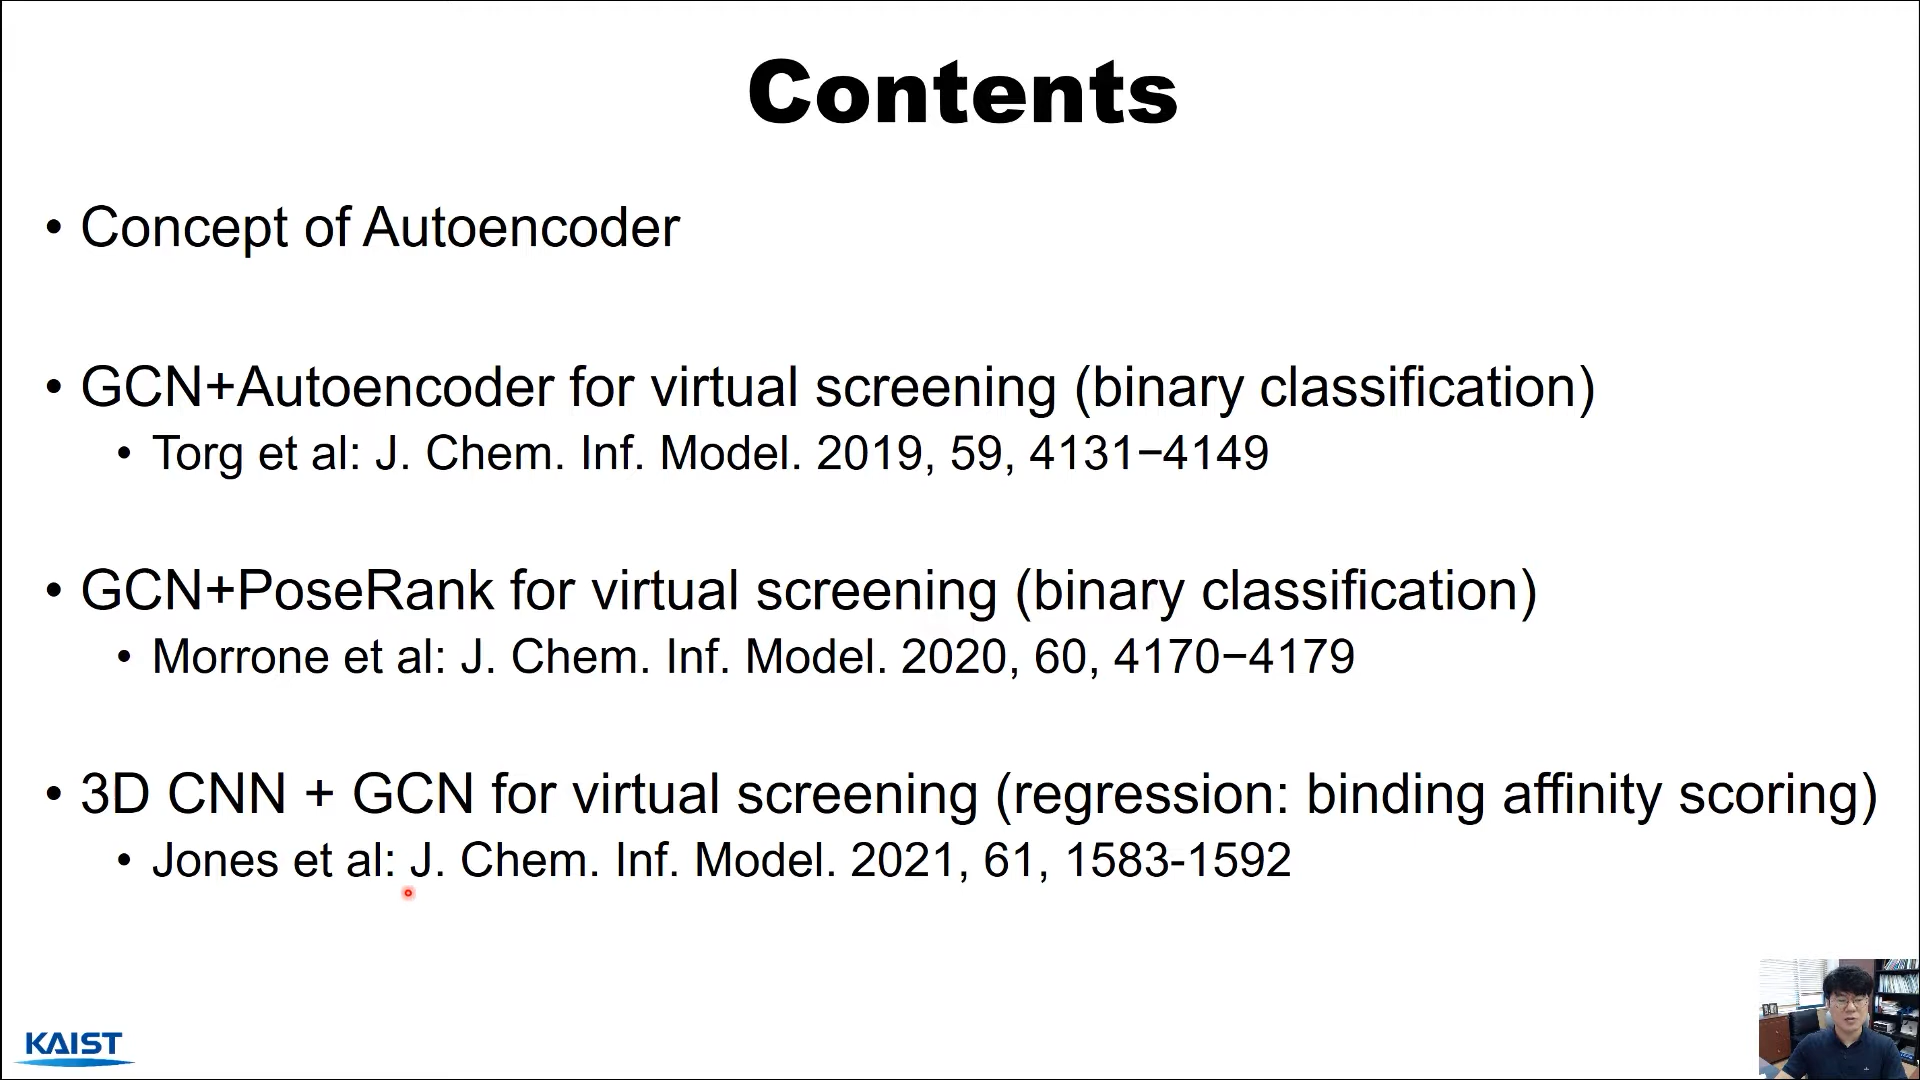 Contents
• Concept of Autoencoder
• GCN+Autoencoder for virtual screening (binary classification)
• Torg et al: J. Chem. Inf. Model. 2019, 59, 4131−4149
• GCN+PoseRank for virtual screening (binary classification)
• Morrone et al: J. Chem. Inf. Model. 2020, 60, 4170−4179
• 3D CNN + GCN for virtual screening (regression: binding affinity scoring)
• Jones et al: J. Chem. Inf. Model. 2021, 61, 1583-1592
KAIST